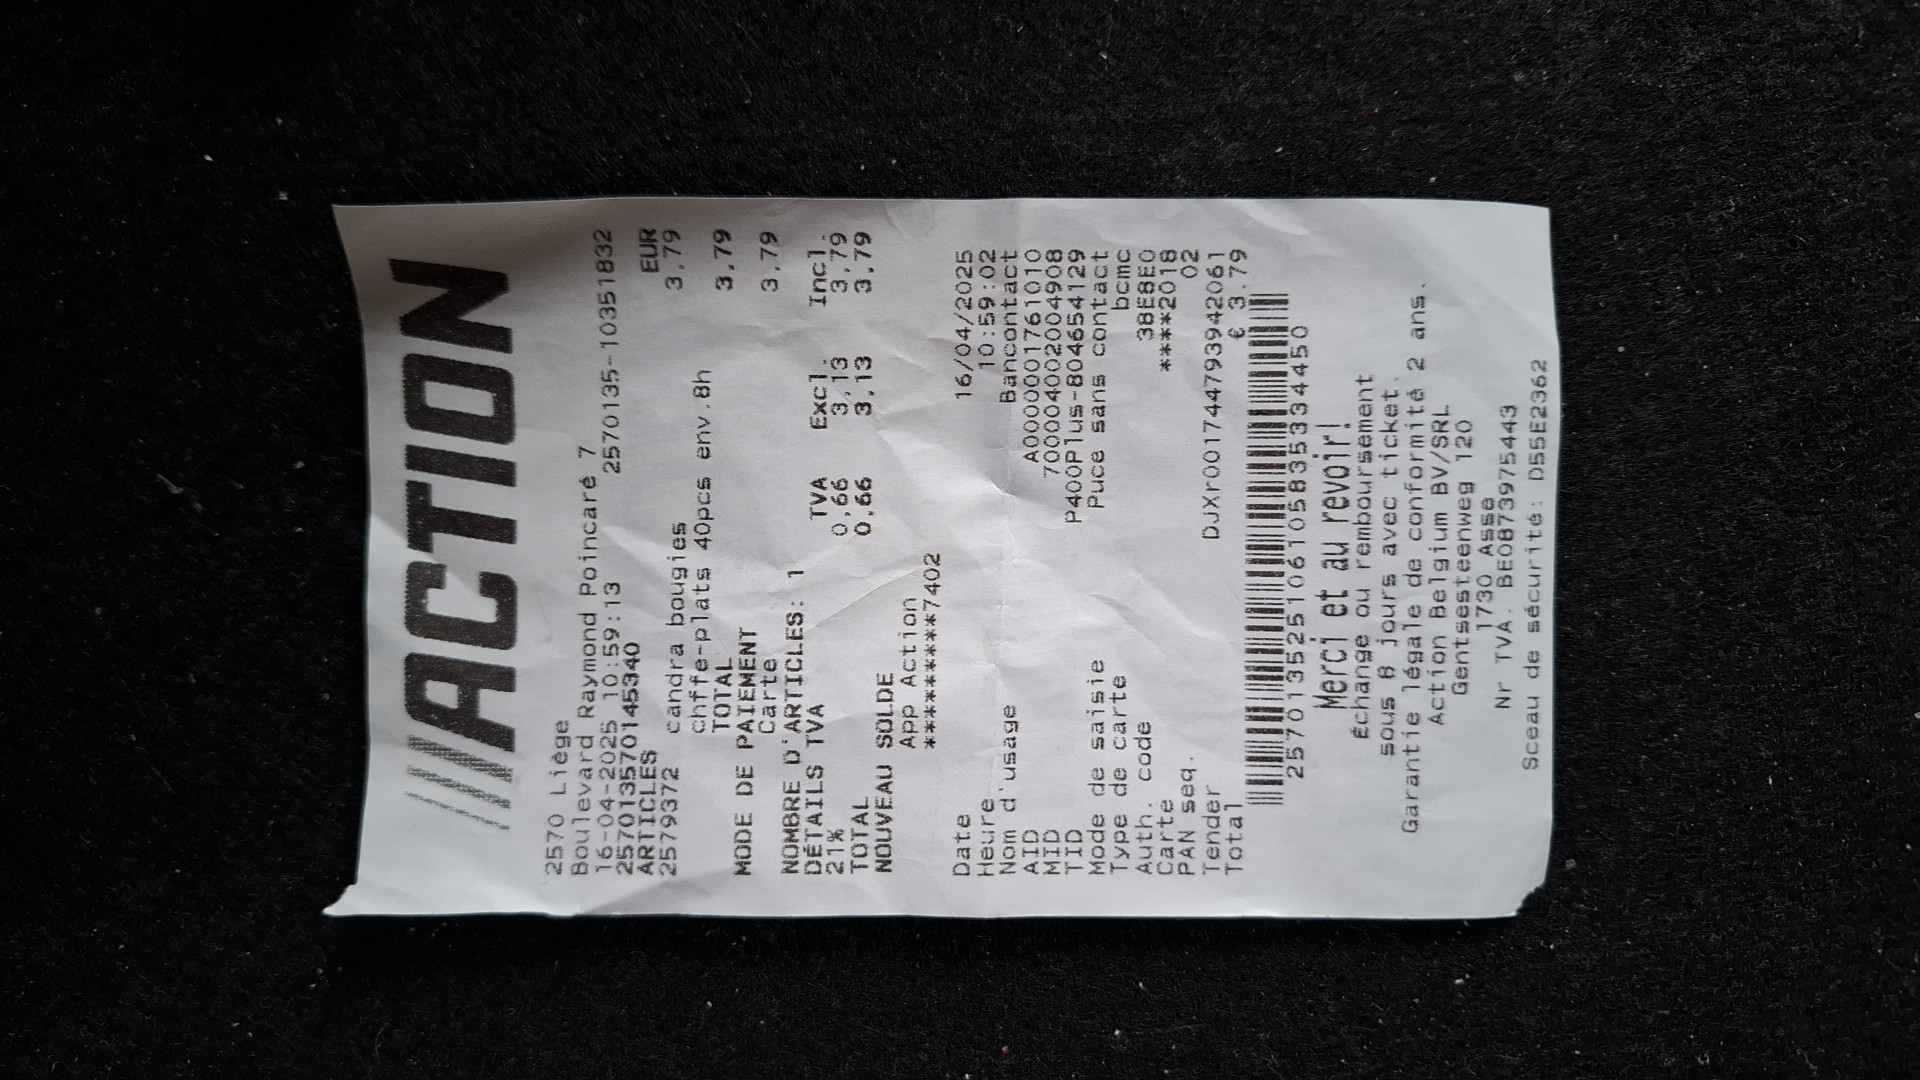 ///ACTION
2570 Liège
Boulevard Raymond Poincaré 7
16-04-2025 10:59:13 2570135-10351832
2570135701​45340
ARTICLES EUR
2579372 candra bougies 3,79
chffe-plats 40pcs env.8h
TOTAL 3,79
MODE DE PAIEMENT
Carte 3,79
NOMBRE D'ARTICLES: 1
DÉTAILS TVA TVA Excl. Incl.
21% 0,66 3,13 3,79
TOTAL 0,66 3,13 3,79
NOUVEAU SOLDE
App Action
*********7402
Date 16/04/2025
Heure 10:59:02
Nom d'usage Bancontact
AID A0000001761010
MID 700040020​04908
TID P400Plus-804654129
Mode de saisie Puce sans contact
Type de carte bcmc
Auth. code 38E8E0
Carte ****2018
PAN seq. 02
Tender DJXr001744793942061
Total € 3.79
2570135251061058353​34450
Merci et au revoir!
Échange ou remboursement
sous 8 jours avec ticket.
Garantie légale de conformité 2 ans.
Action Belgium BV/SRL
Gentsesteenweg 120
1730 Asse
Nr TVA. BE0873975443
Sceau de sécurité: D55E2362